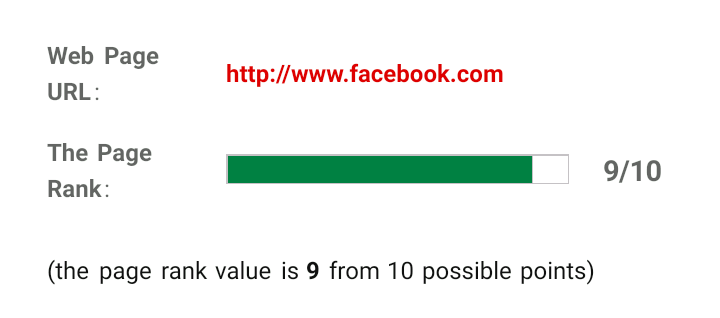 Web Page
URL:
http://www.facebook.com
The Page
Rank:
9/10
(the page rank value is 9 from 10 possible points)